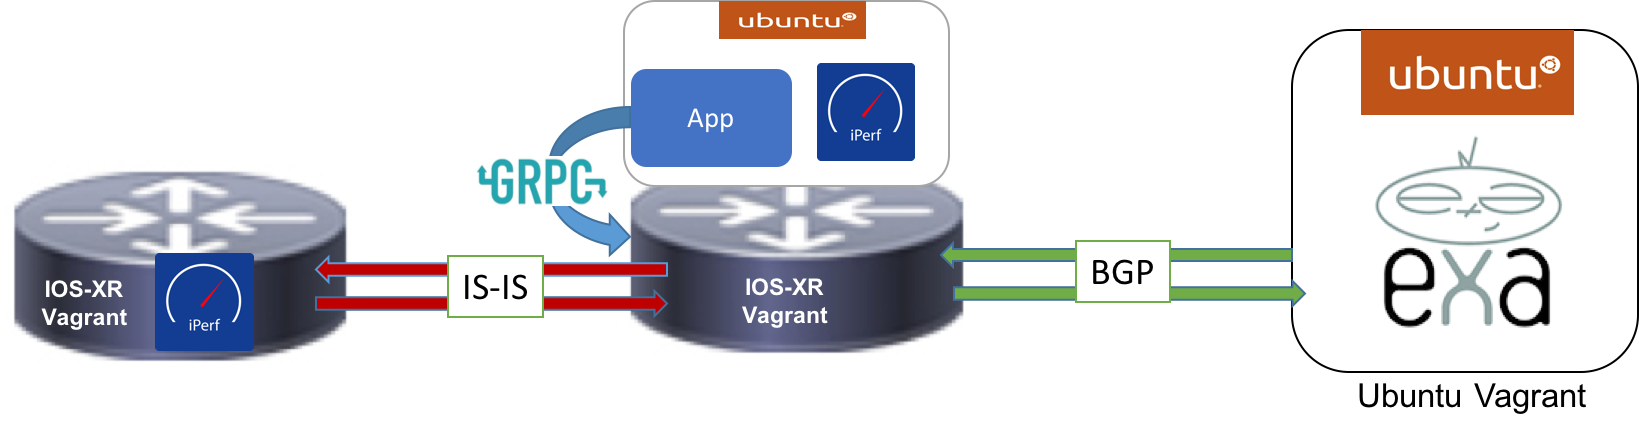 ubuntu
App
iPerf
GRPC
IOS-XR
Vagrant
iPerf
IS-IS
IOS-XR
Vagrant
BGP
ubuntu
exa
Ubuntu Vagrant